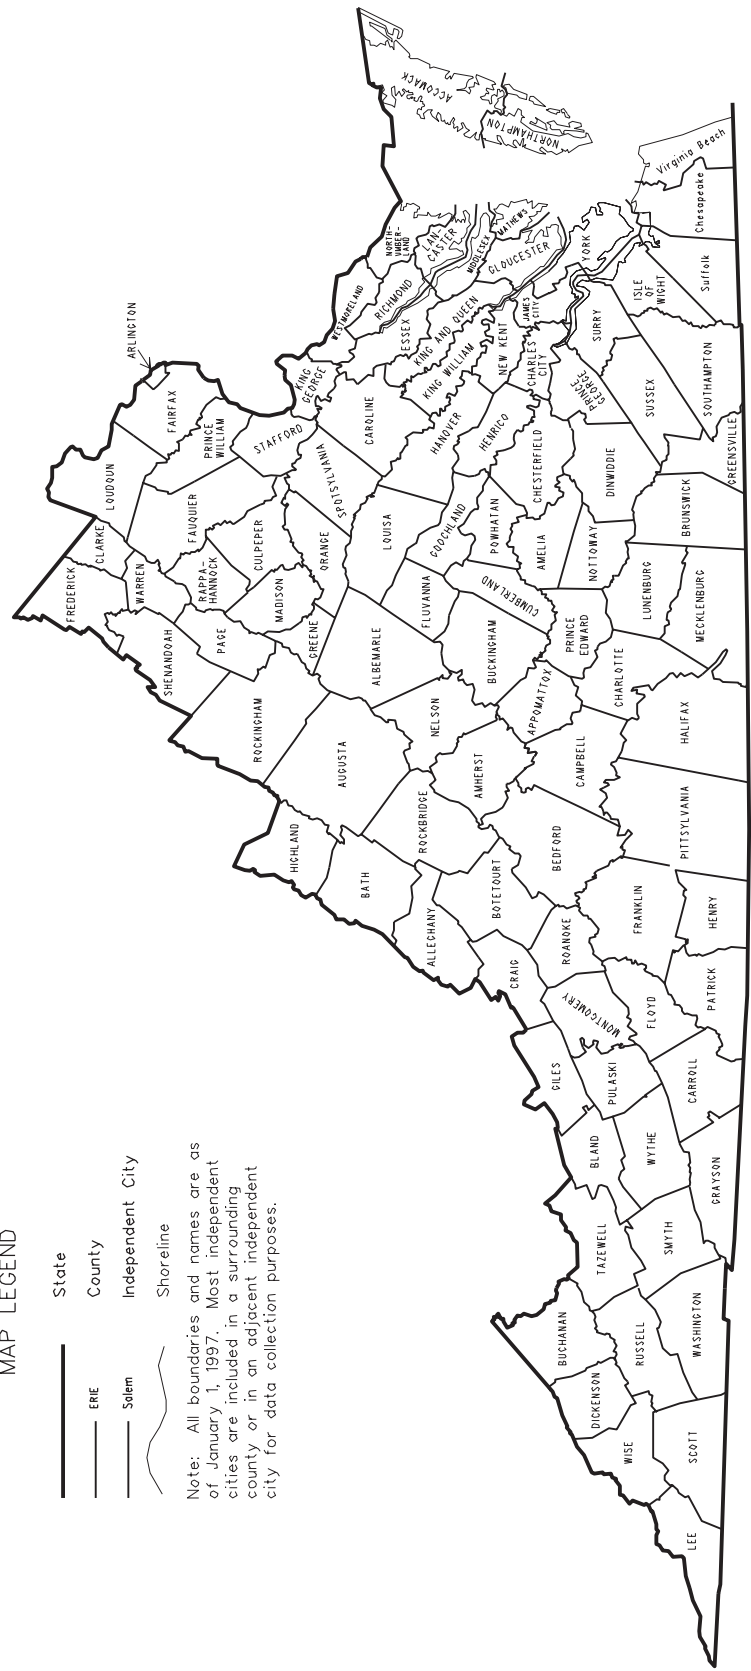 MAP LEGEND
State
County
ERIE
Independent City
Salem
Shoreline
Note: All boundaries and names are as
of January 1, 1997. Most independent
cities are included in a surrounding
county or in an adjacent independent
city for data collection purposes.
LEE
WISE
SCOTT
DICKENSON
BUCHANAN
RUSSELL
WASHINGTON
TAZEWELL
SMYTH
BLAND
WYTHE
GRAYSON
GILES
PULASKI
CARROLL
MONTGOMERY
FLOYD
PATRICK
CRAIG
ROANOKE
FRANKLIN
HENRY
ALLEGHANY
BOTETOURT
BATH
HIGHLAND
ROCKBRIDGE
BEDFORD
PITTSYLVANIA
AUGUSTA
AMHERST
CAMPBELL
HALIFAX
ROCKINGHAM
NELSON
APPOMATTOX
CHARLOTTE
SHENANDOAH
PAGE
GREENE
ALBEMARLE
FLUVANNA
BUCKINGHAM
CUMBERLAND
PRINCE
EDWARD
LUNENBURG
MECKLENBURG
FREDERICK
CLARKE
WARREN
RAPPA-
HANNOCK
MADISON
CULPEPER
ORANGE
LOUISA
GOOCHLAND
POWHATAN
AMELIA
NOTTOWAY
BRUNSWICK
LOUDOUN
FAUQUIER
FAIRFAX
ARLINGTON
PRINCE
WILLIAM
STAFFORD
SPOTSYLVANIA
CAROLINE
HANOVER
HENRICO
CHESTERFIELD
DINWIDDIE
GREENSVILLE
KING
GEORGE
WESTMORELAND
RICHMOND
ESSEX
KING AND QUEEN
KING WILLIAM
NEW KENT
CHARLES
CITY
PRINCE
GEORGE
SURRY
SUSSEX
SOUTHAMPTON
NORTH-
UMBER-
LAND
LAN-
CASTER
MIDDLESEX
MATHEWS
GLOUCESTER
JAMES
CITY
YORK
ISLE
OF
WIGHT
Suffolk
Chesapeake
Virginia Beach
ACCOMACK
NORTHAMPTON